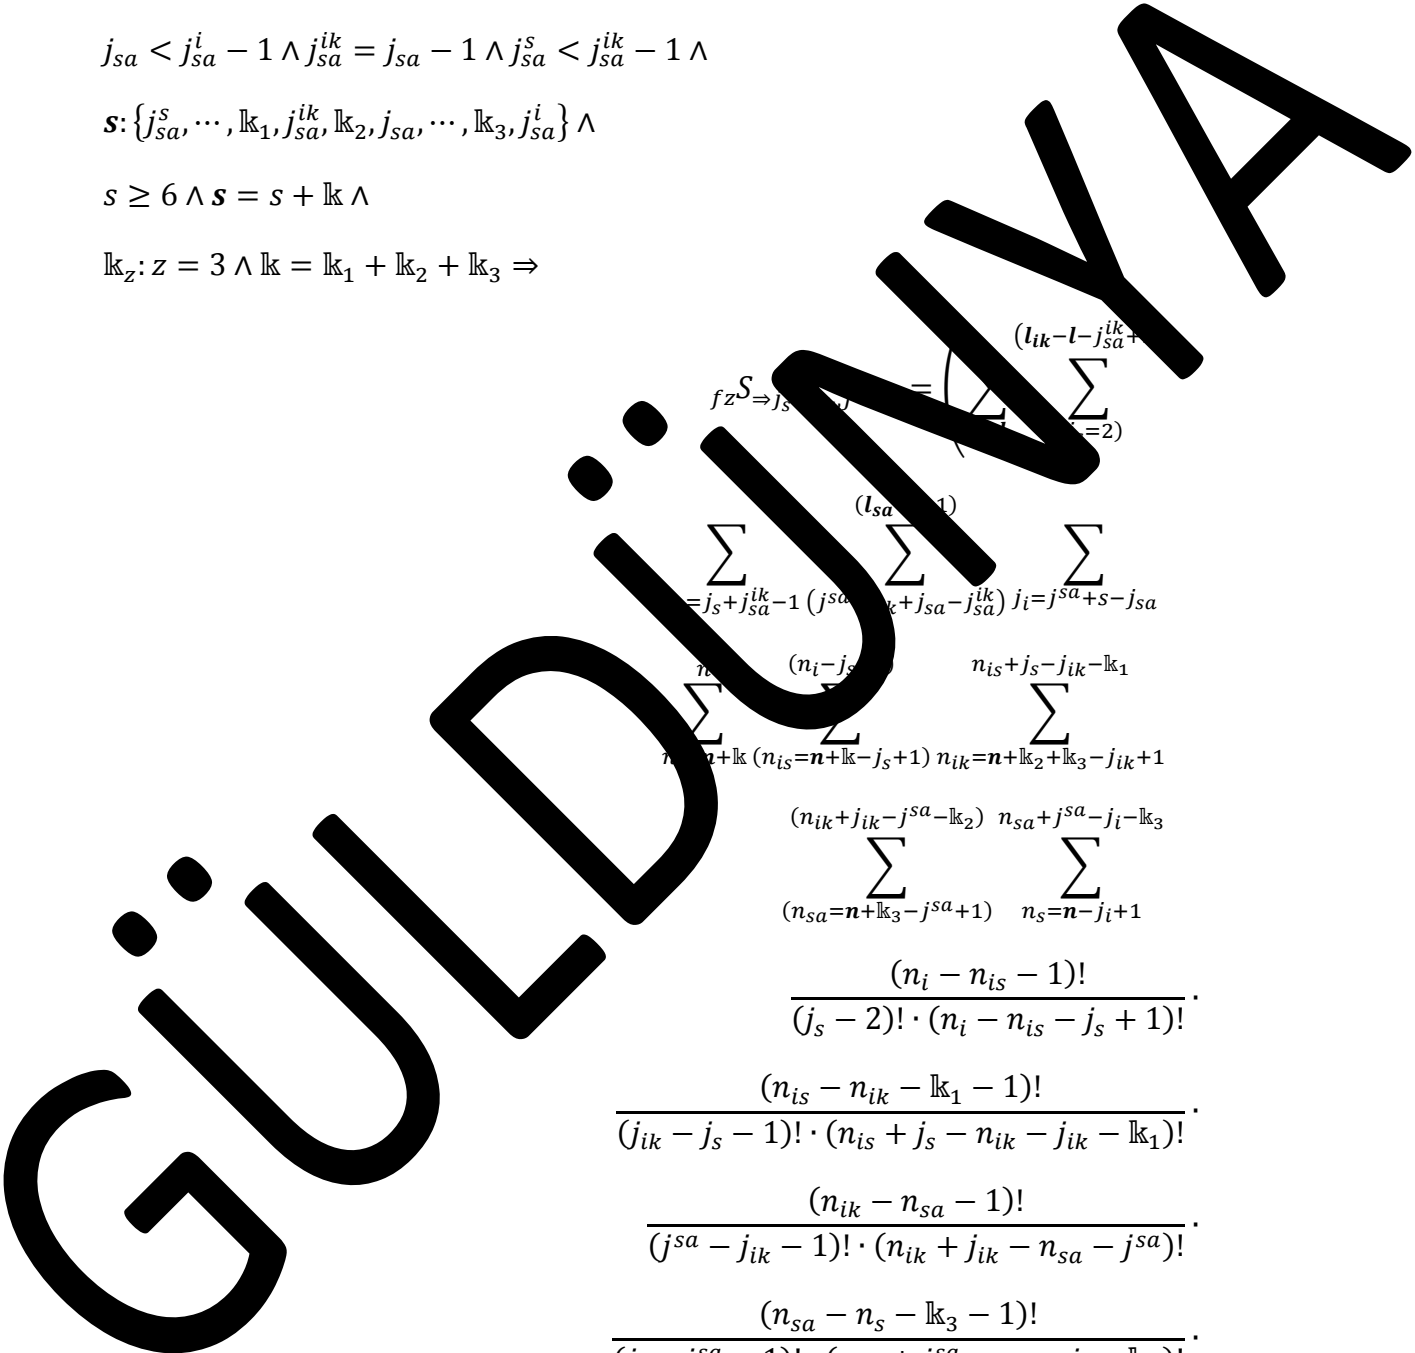 j_{sa} < j_{sa}^{i} − 1 ∧ j_{sa}^{ik} = j_{sa} − 1 ∧ j_{sa}^{s} < j_{sa}^{ik} − 1 ∧
s: {j_{sa}^{s}, ⋯, 𝕜_1, j_{sa}^{ik}, 𝕜_2, j_{sa}, ⋯, 𝕜_3, j_{sa}^{i}} ∧
s ≥ 6 ∧ s = s + 𝕜 ∧
𝕜_z: z = 3 ∧ 𝕜 = 𝕜_1 + 𝕜_2 + 𝕜_3 ⇒
(l_{ik}−l−j_{sa}^{ik}+
_{fz}S_{⇒j_s = ( ∑ ∑
=2)
(l_{sa} 1)
∑ ∑ ∑
=j_s+j_{sa}^{ik}−1 (j^{sa} +j_{sa}−j_{sa}^{ik}) j_i=j^{sa}+s−j_{sa}
n (n_i−j_s ) n_{is}+j_s−j_{ik}−𝕜_1
∑ ∑ ∑
n+𝕜 (n_{is}=n+𝕜−j_s+1) n_{ik}=n+𝕜_2+𝕜_3−j_{ik}+1
(n_{ik}+j_{ik}−j^{sa}−𝕜_2) n_{sa}+j^{sa}−j_i−𝕜_3
∑ ∑
(n_{sa}=n+𝕜_3−j^{sa}+1) n_s=n−j_i+1
(n_i − n_{is} − 1)!
(j_s − 2)! · (n_i − n_{is} − j_s + 1)! ·
(n_{is} − n_{ik} − 𝕜_1 − 1)!
(j_{ik} − j_s − 1)! · (n_{is} + j_s − n_{ik} − j_{ik} − 𝕜_1)! ·
(n_{ik} − n_{sa} − 1)!
(j^{sa} − j_{ik} − 1)! · (n_{ik} + j_{ik} − n_{sa} − j^{sa})! ·
(n_{sa} − n_s − 𝕜_3 − 1)!
GÜLDÜNYA